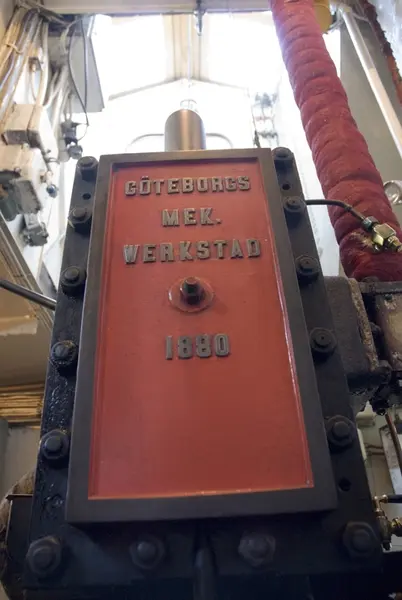 GÖTEBORGS
MEK.
WERKSTAD
1880